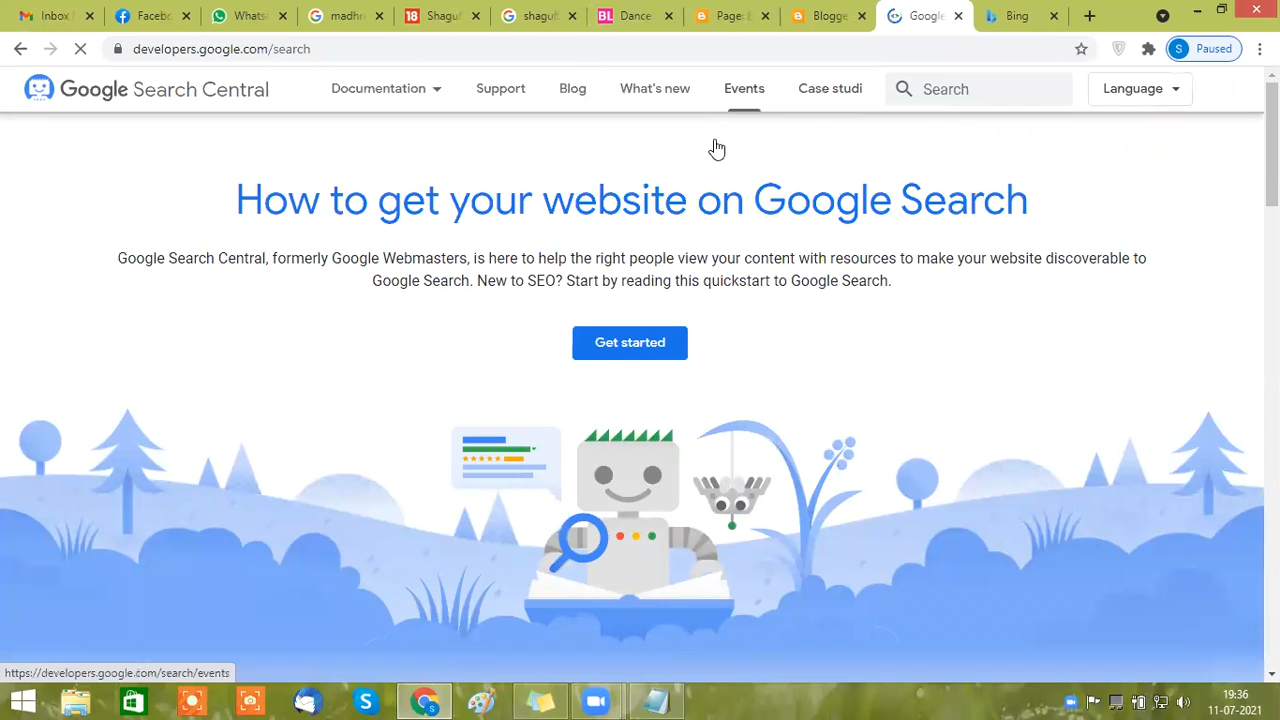 Inbox
Facebo
Whats
madhr
Shagu
shagu
BL Dance
Page: E
Blogge
Google
Bing
developers.google.com/search
S Paused
Google Search Central
Documentation
Support
Blog
What's new
Events
Case studi
Search
Language
How to get your website on Google Search
Google Search Central, formerly Google Webmasters, is here to help the right people view your content with resources to make your website discoverable to
Google Search. New to SEO? Start by reading this quickstart to Google Search.
Get started
https://developers.google.com/search/events
19:36
11-07-2021